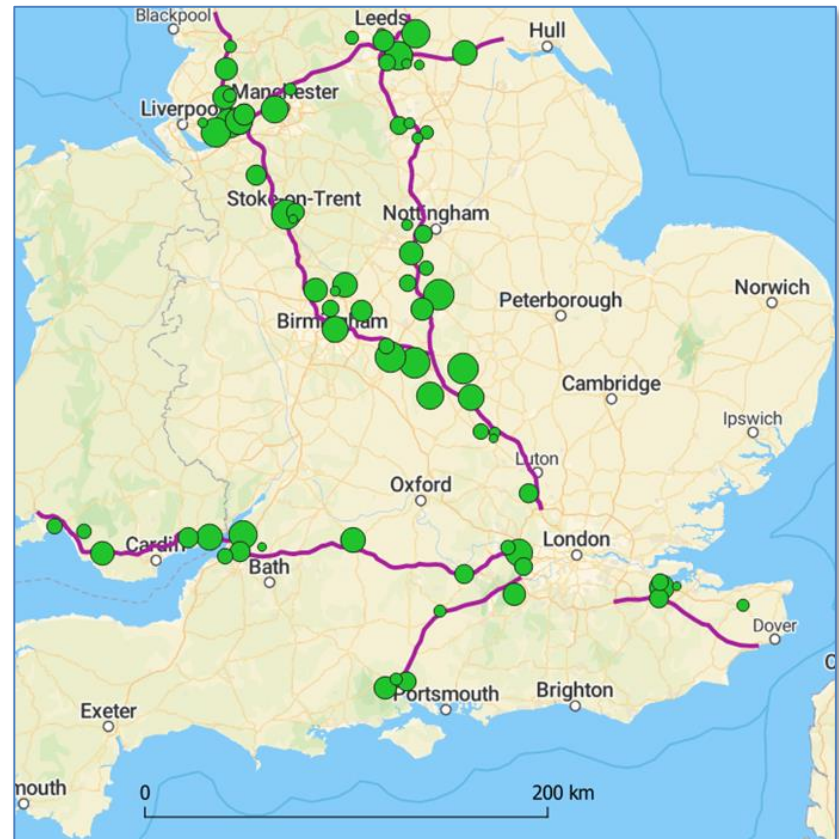 Blackpool
Leeds
Hull
Manchester
Liverpoo
Stoke-on-Trent
Nottingham
Norwich
Peterborough
Birmingham
Cambridge
Ipswich
Luton
Oxford
London
Cardiff
Bath
Dover
Portsmouth
Brighton
Exeter
mouth
0
200 km